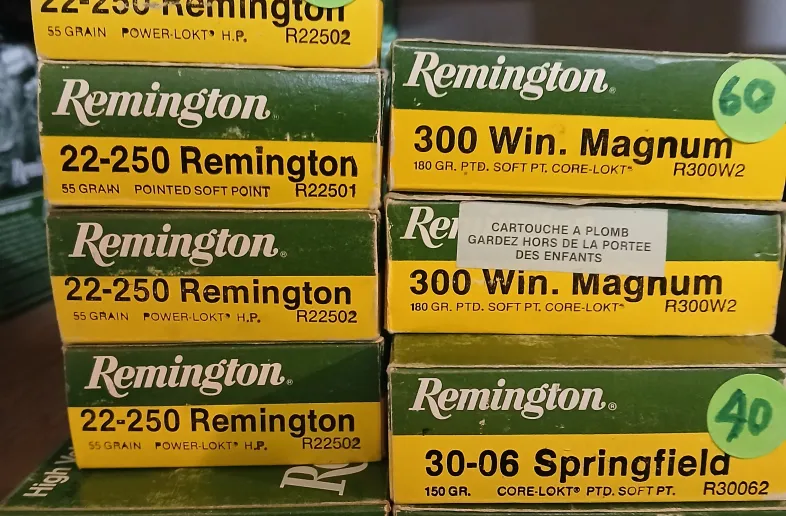 22-250 Remington
55 GRAIN POWER-LOKT® H.P. R22502
Remington®
22-250 Remington
55 GRAIN POINTED SOFT POINT R22501
Remington®
22-250 Remington
55 GRAIN POWER-LOKT® H.P. R22502
Remington®
22-250 Remington
55 GRAIN POWER-LOKT® H.P. R22502
High
Remington®
60
300 Win. Magnum
180 GR. PTD. SOFT PT. CORE-LOKT® R300W2
CARTOUCHE A PLOMB
GARDEZ HORS DE LA PORTEE
DES ENFANTS
300 Win. Magnum
180 GR. PTD. SOFT PT. CORE-LOKT® R300W2
Remington®
40
30-06 Springfield
150 GR. CORE-LOKT® PTD. SOFT PT. R30062